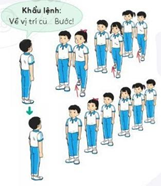 Khẩu lệnh:
Về vị trí cũ... Bước!